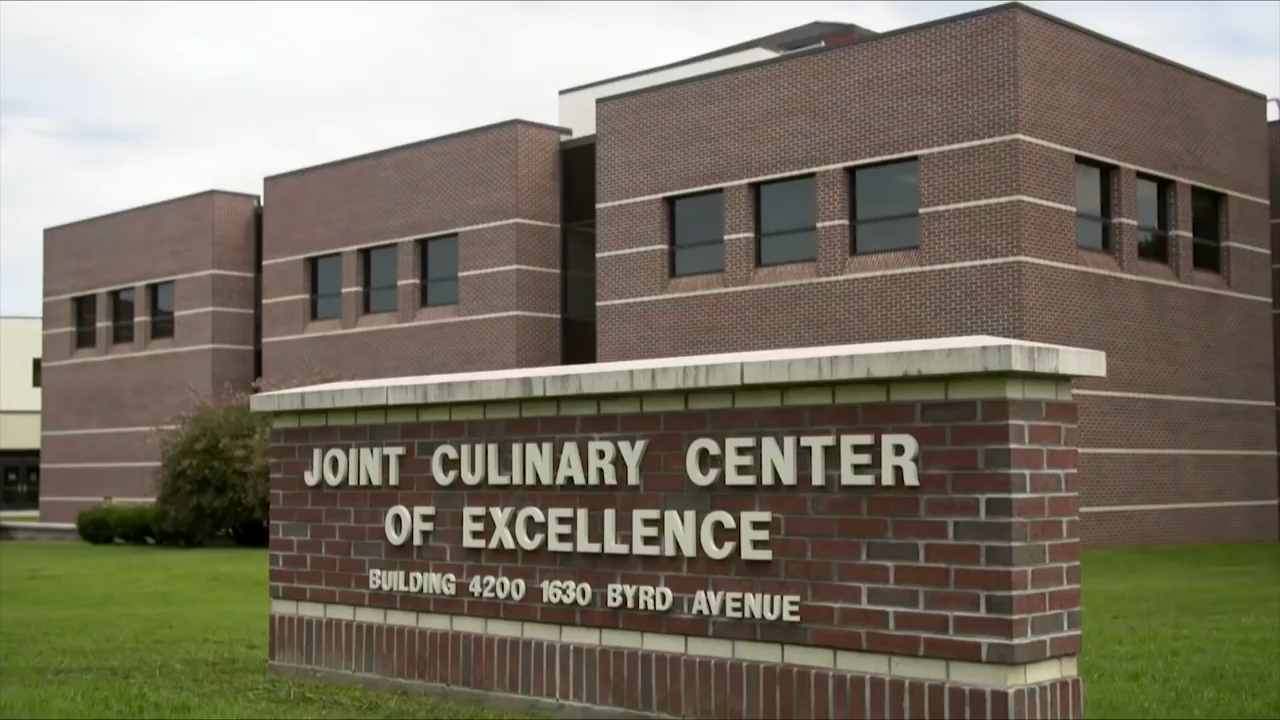 JOINT CULINARY CENTER
OF EXCELLENCE
BUILDING 4200 1630 BYRD AVENUE